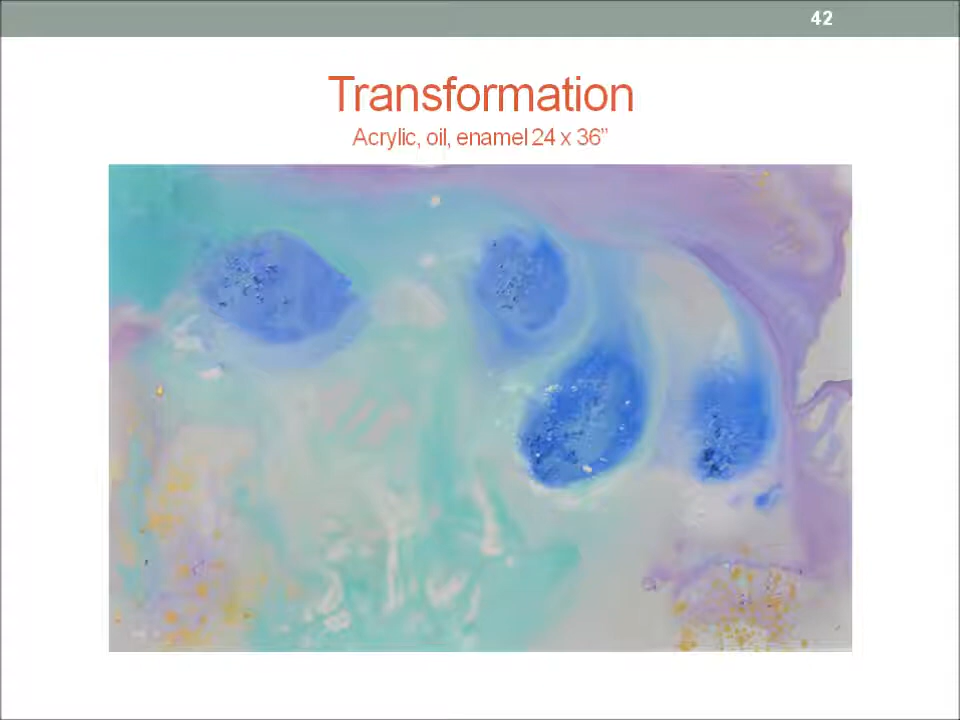 42
Transformation
Acrylic, oil, enamel 24 x 36”